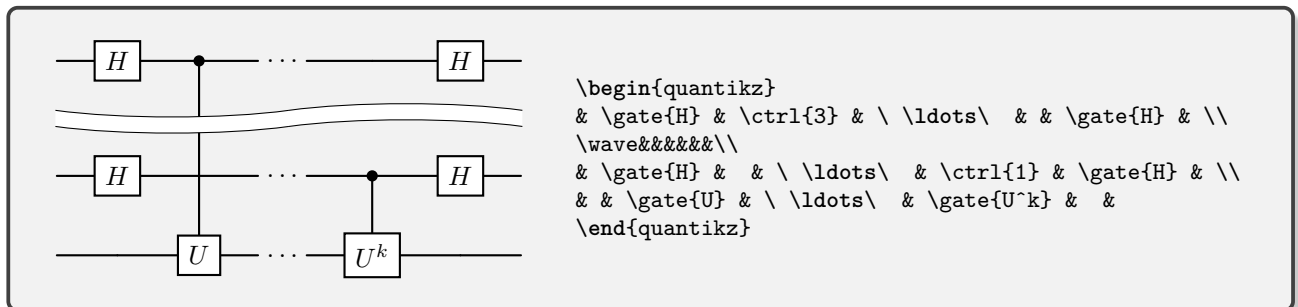 H · · · H
H · · · H
U · · · U^k
\begin{quantikz}
& \gate{H} & \ctrl{3} & \ \ldots\  & & \gate{H} & \\
\wave&&&&&&\\
& \gate{H} &  & \ \ldots\  & \ctrl{1} & \gate{H} & \\
& & \gate{U} & \ \ldots\  & \gate{U^k} &  &
\end{quantikz}